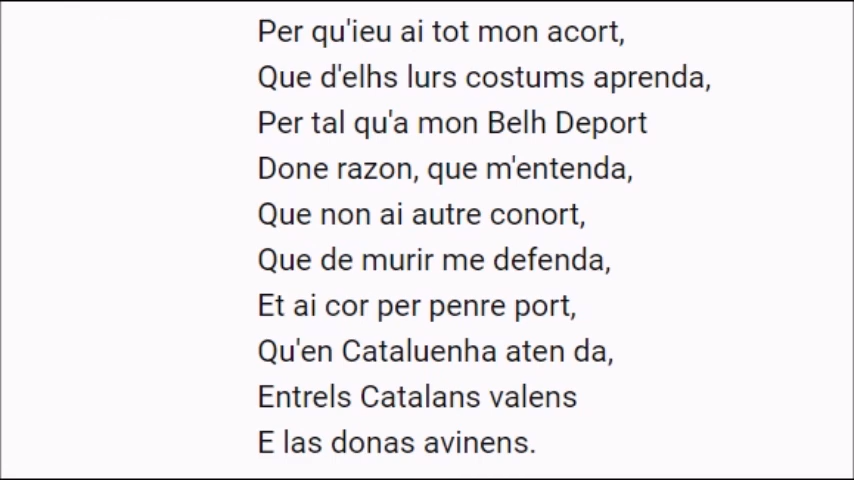 Per qu'ieu ai tot mon acort,
Que d'elhs lurs costums aprenda,
Per tal qu'a mon Belh Deport
Done razon, que m'entenda,
Que non ai autre conort,
Que de murir me defenda,
Et ai cor per penre port,
Qu'en Cataluenha aten da,
Entrels Catalans valens
E las donas avinens.